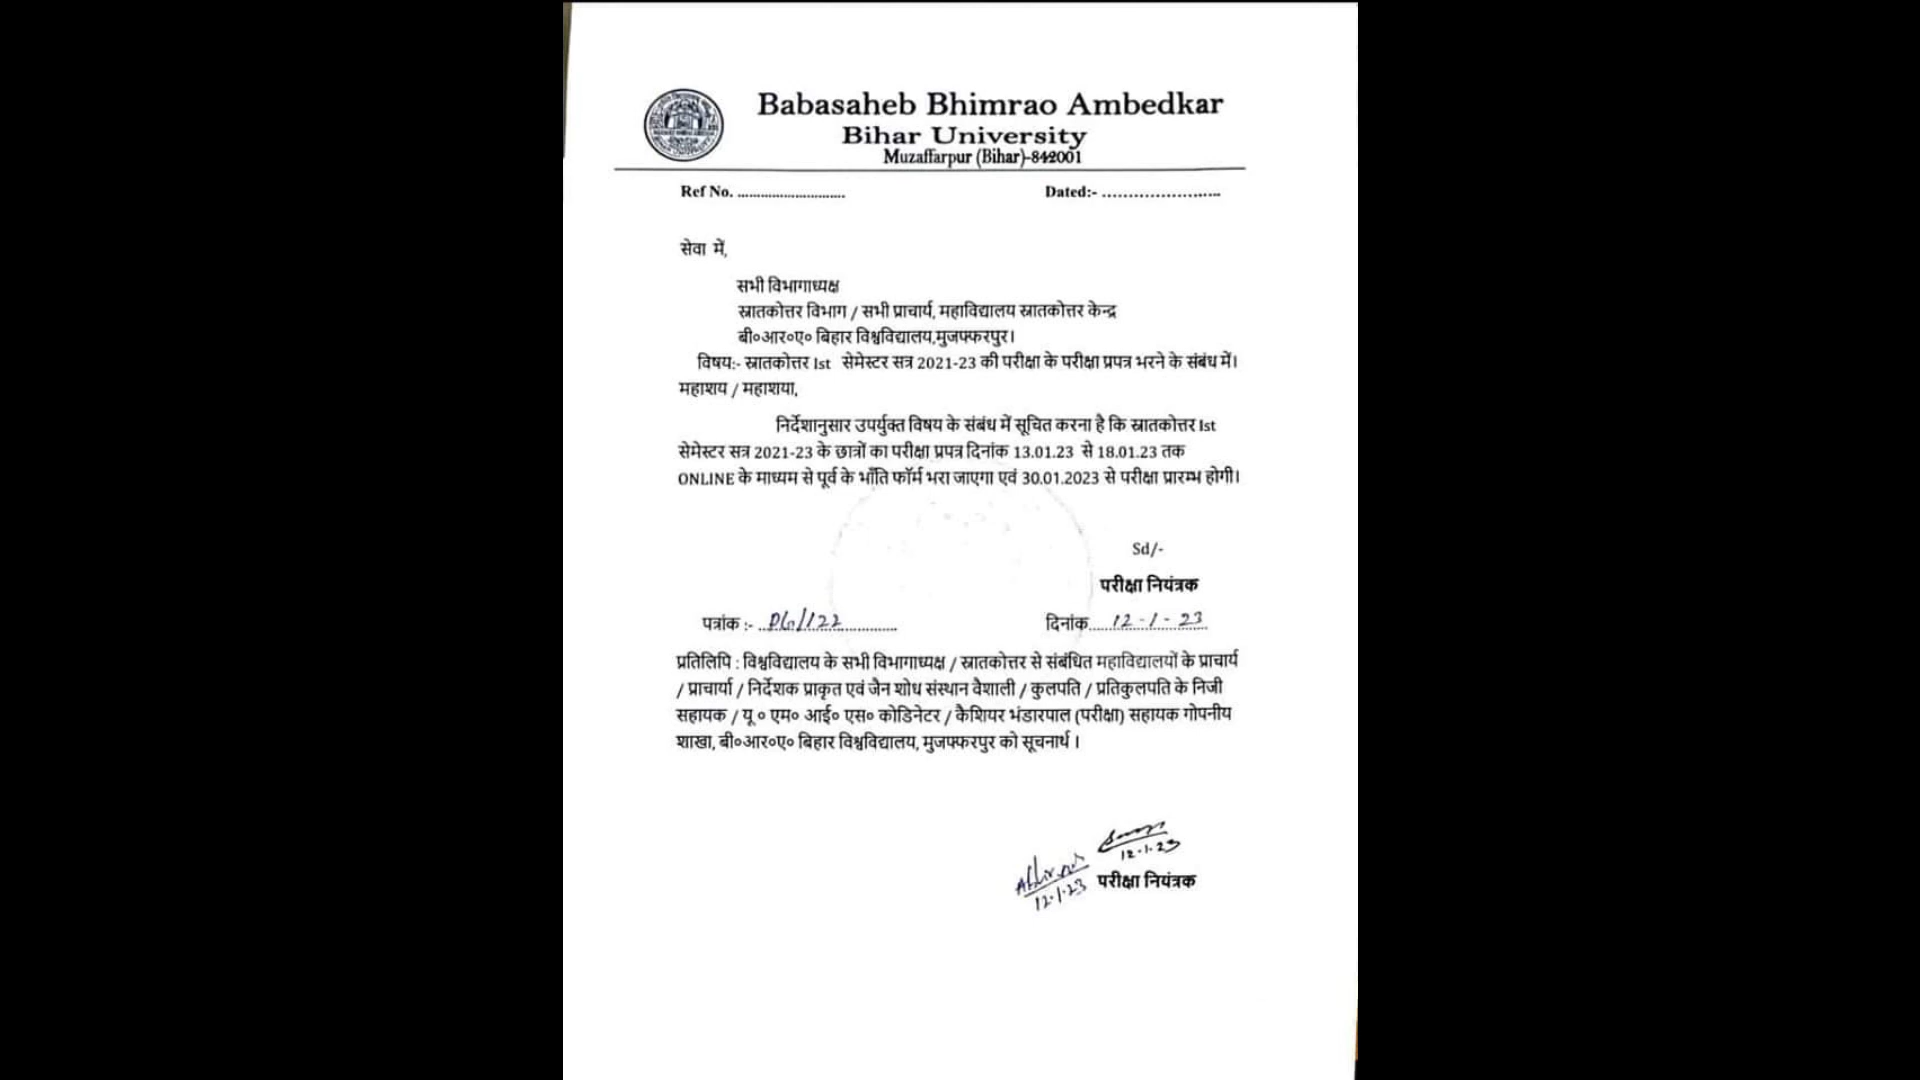 Babasaheb Bhimrao Ambedkar
Bihar University
Muzaffarpur (Bihar)-842001
Ref No. ............................ Dated:- .......................
सेवा में,
सभी विभागाध्यक्ष
स्नातकोत्तर विभाग / सभी प्राचार्य, महाविद्यालय स्नातकोत्तर केन्द्र
बी०आर०ए० बिहार विश्वविद्यालय,मुजफ्फरपुर।
विषय:- स्नातकोत्तर Ist सेमेस्टर सत्र 2021-23 की परीक्षा के परीक्षा प्रपत्र भरने के संबंध में।
महाशय / महाशया,
निर्देशानुसार उपर्युक्त विषय के संबंध में सूचित करना है कि स्नातकोत्तर Ist
सेमेस्टर सत्र 2021-23 के छात्रों का परीक्षा प्रपत्र दिनांक 13.01.23 से 18.01.23 तक
ONLINE के माध्यम से पूर्व के भाँति फॉर्म भरा जाएगा एवं 30.01.2023 से परीक्षा प्रारम्भ होगी।
Sd/-
परीक्षा नियंत्रक
पत्रांक :- PG/122 दिनांक 12-1-23
प्रतिलिपि : विश्वविद्यालय के सभी विभागाध्यक्ष / स्नातकोत्तर से संबंधित महाविद्यालयों के प्राचार्य
/ प्राचार्या / निर्देशक प्राकृत एवं जैन शोध संस्थान वैशाली / कुलपति / प्रतिकुलपति के निजी
सहायक / यू ० एम० आई० एस० कोडिनेटर / कैशियर भंडारपाल (परीक्षा) सहायक गोपनीय
शाखा, बी०आर०ए० बिहार विश्वविद्यालय, मुजफ्फरपुर को सूचनार्थ ।
12.1.23
12.1.23 परीक्षा नियंत्रक